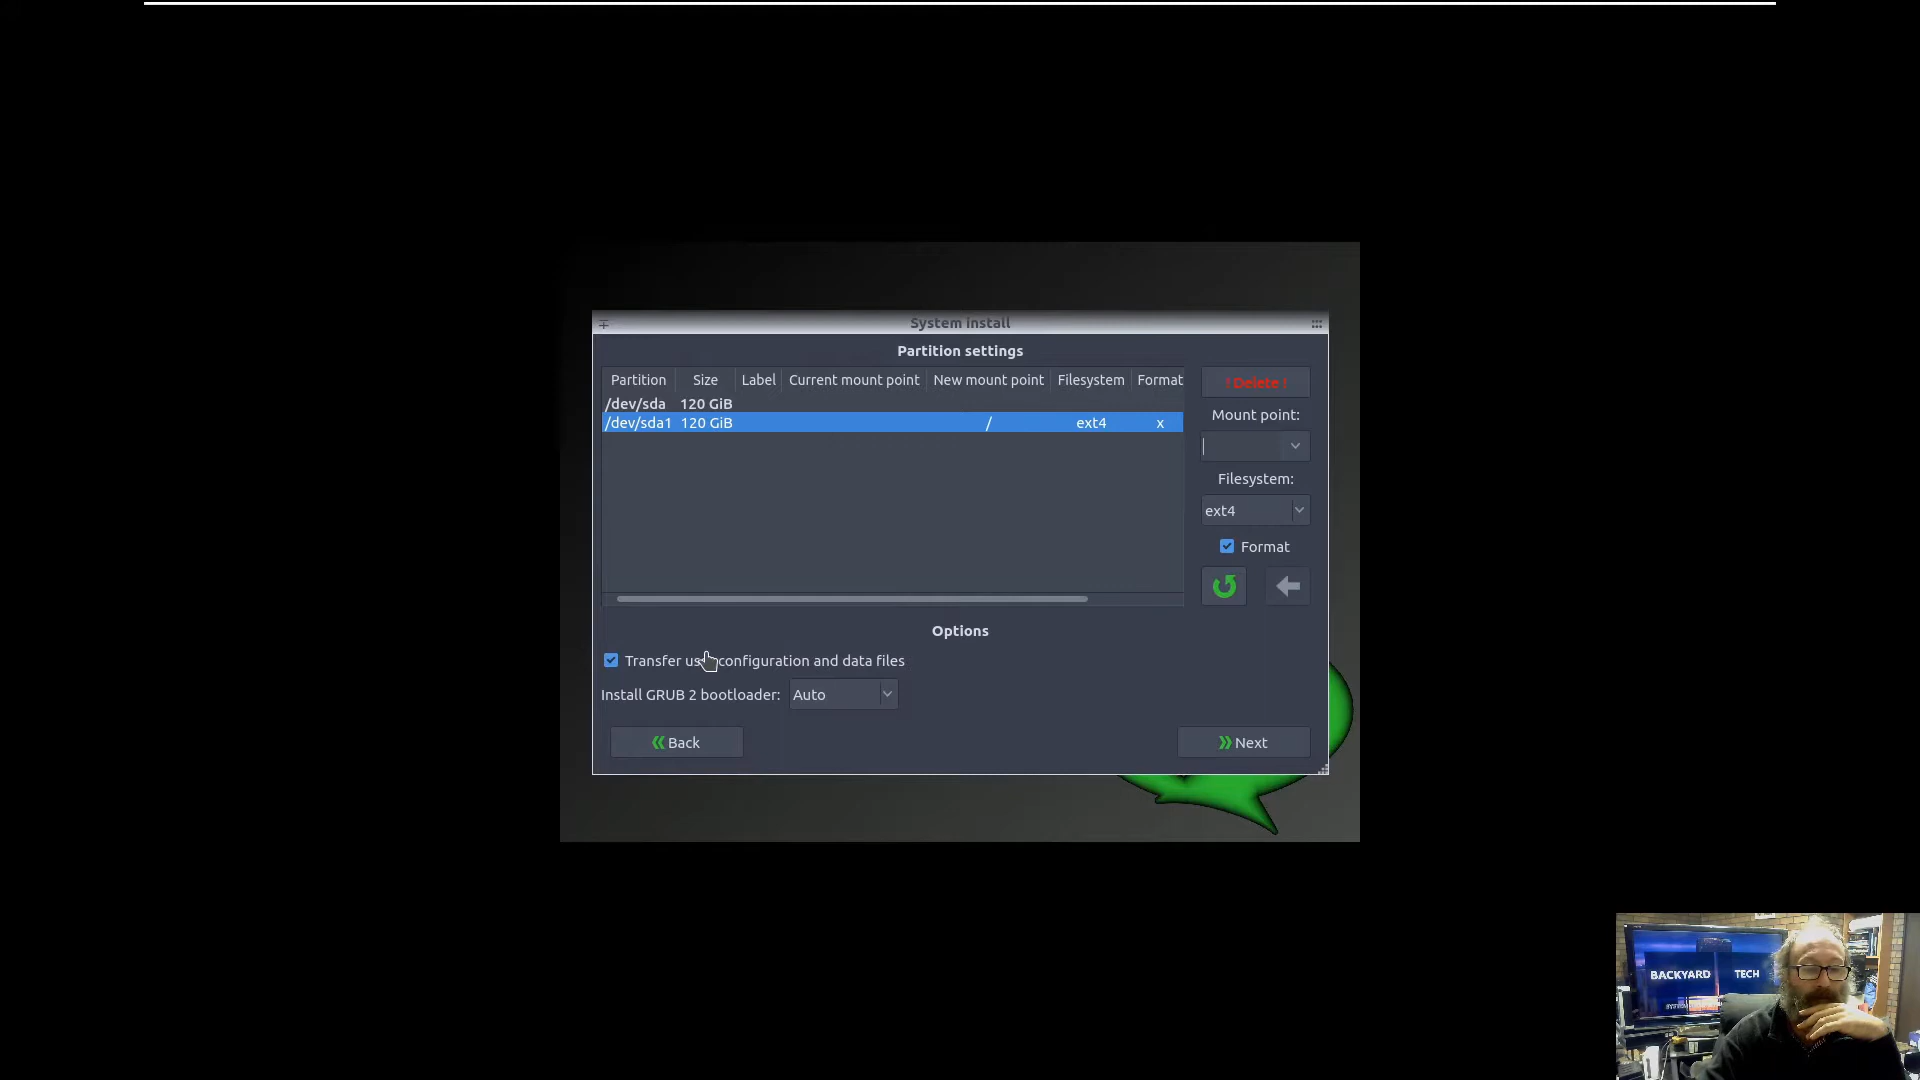 System install
Partition settings
Partition Size Label Current mount point New mount point Filesystem Format
/dev/sda 120 GiB
/dev/sda1 120 GiB / ext4 x
! Delete !
Mount point:
Filesystem:
ext4
Format
Options
Transfer us configuration and data files
Install GRUB 2 bootloader: Auto
Back
Next
BACKYARD TECH